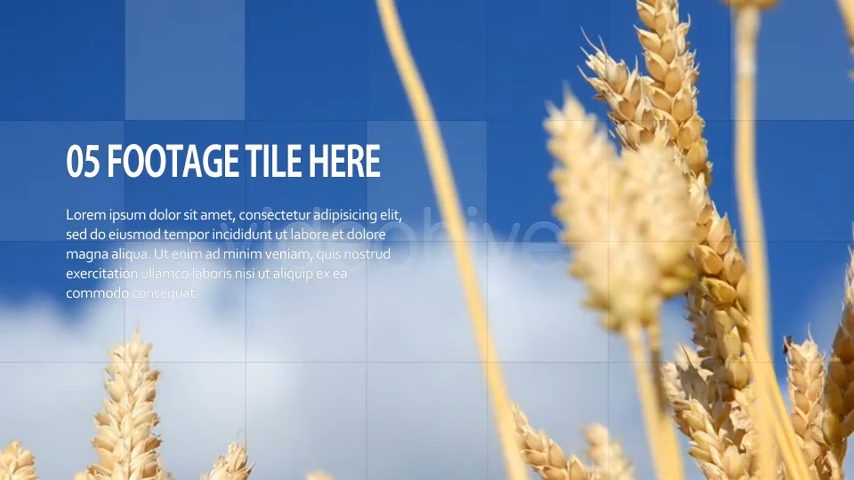 05 FOOTAGE TILE HERE
Lorem ipsum dolor sit amet, consectetur adipisicing elit,
sed do eiusmod tempor incididunt ut labore et dolore
magna aliqua. Ut enim ad minim veniam, quis nostrud
exercitation ullamco laboris nisi ut aliquip ex ea
commodo consequat.
videohive